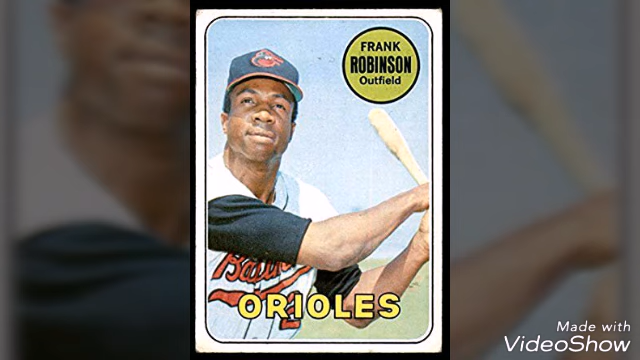 FRANK
ROBINSON
Outfield
ORIOLES
Made with
VideoShow